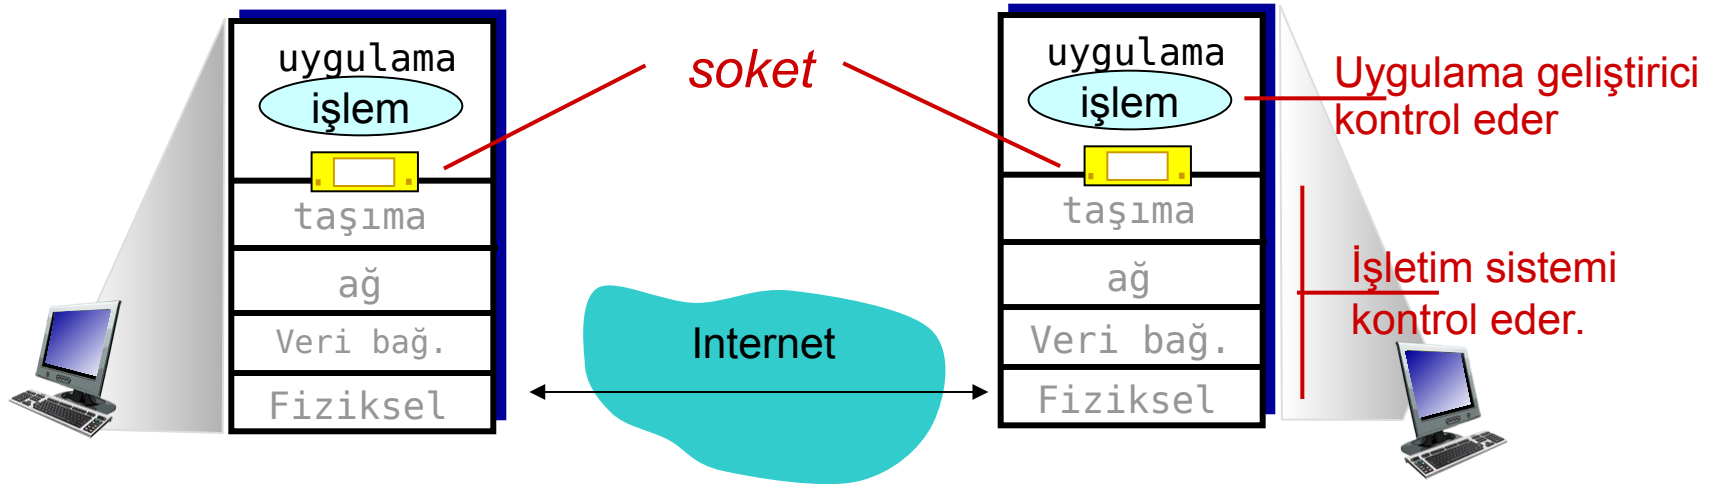 uygulama
işlem
taşıma
ağ
Veri bağ.
Fiziksel
soket
Internet
uygulama
işlem
taşıma
ağ
Veri bağ.
Fiziksel
Uygulama geliştirici
kontrol eder
İşletim sistemi
kontrol eder.